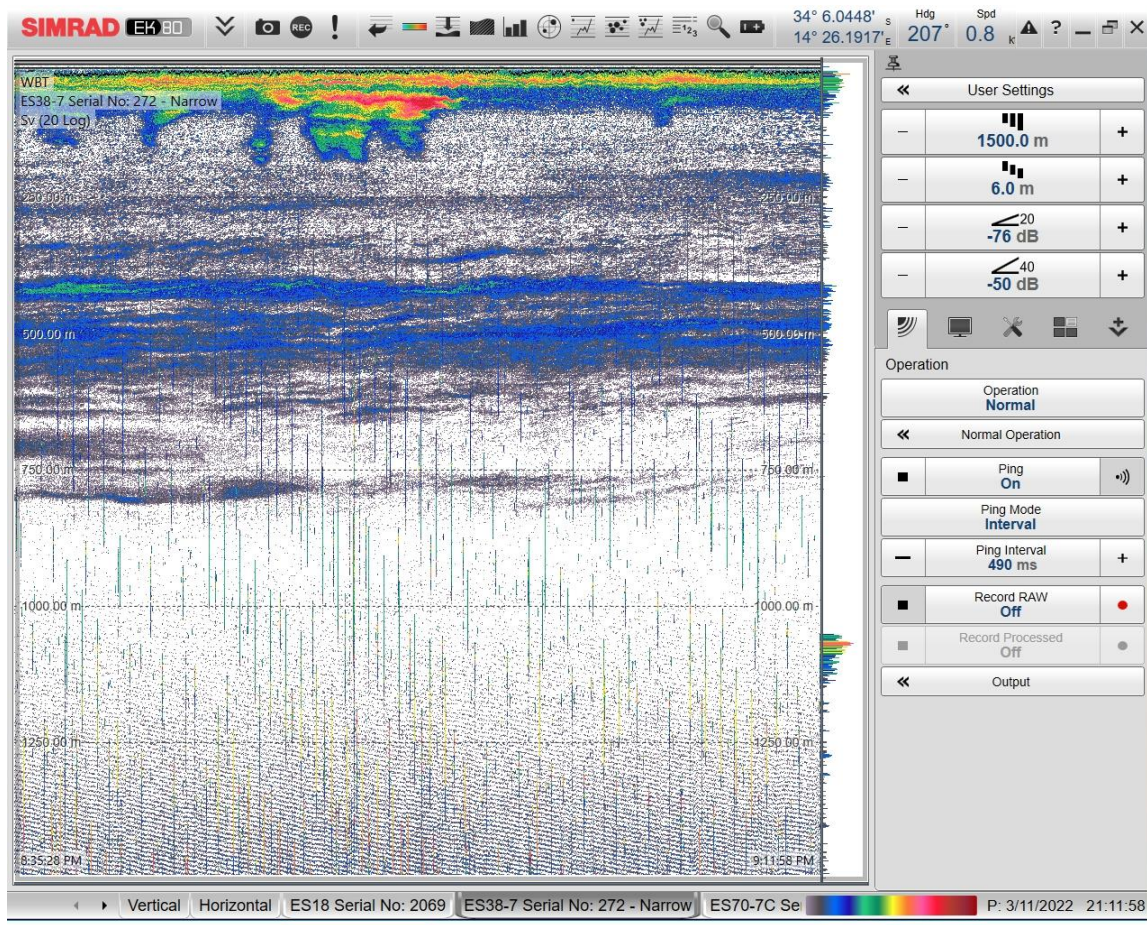 SIMRAD EK80
REC
123
34° 6.0448' S
14° 26.1917' E
Hdg
207°
Spd
0.8 k
?
WBT
ES38-7 Serial No: 272 - Narrow
Sv (20 Log)
250.00 m
250.00 m
500.00 m
500.00 m
750.00 m
750.00 m
1000.00 m
1000.00 m
1250.00 m
1250.00 m
8:35:28 PM
9:11:58 PM
User Settings
1500.0 m
6.0 m
20
-76 dB
40
-50 dB
Operation
Operation
Normal
Normal Operation
Ping
On
Ping Mode
Interval
Ping Interval
490 ms
Record RAW
Off
Record Processed
Off
Output
Vertical
Horizontal
ES18 Serial No: 2069
ES38-7 Serial No: 272 - Narrow
ES70-7C Se
P: 3/11/2022 21:11:58